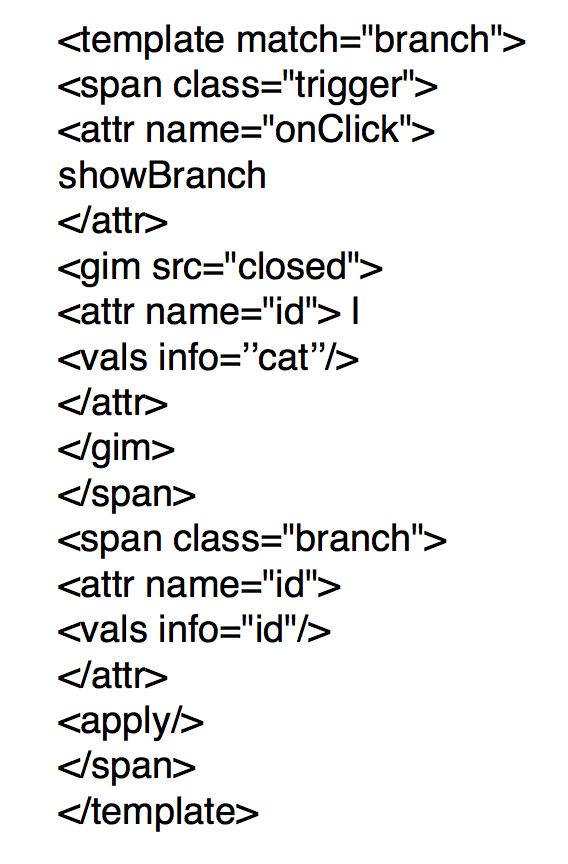 <template match="branch">
<span class="trigger">
<attr name="onClick">
showBranch
</attr>
<gim src="closed">
<attr name="id"> I
<vals info=’’cat’’/>
</attr>
</gim>
</span>
<span class="branch">
<attr name="id">
<vals info="id"/>
</attr>
<apply/>
</span>
</template>